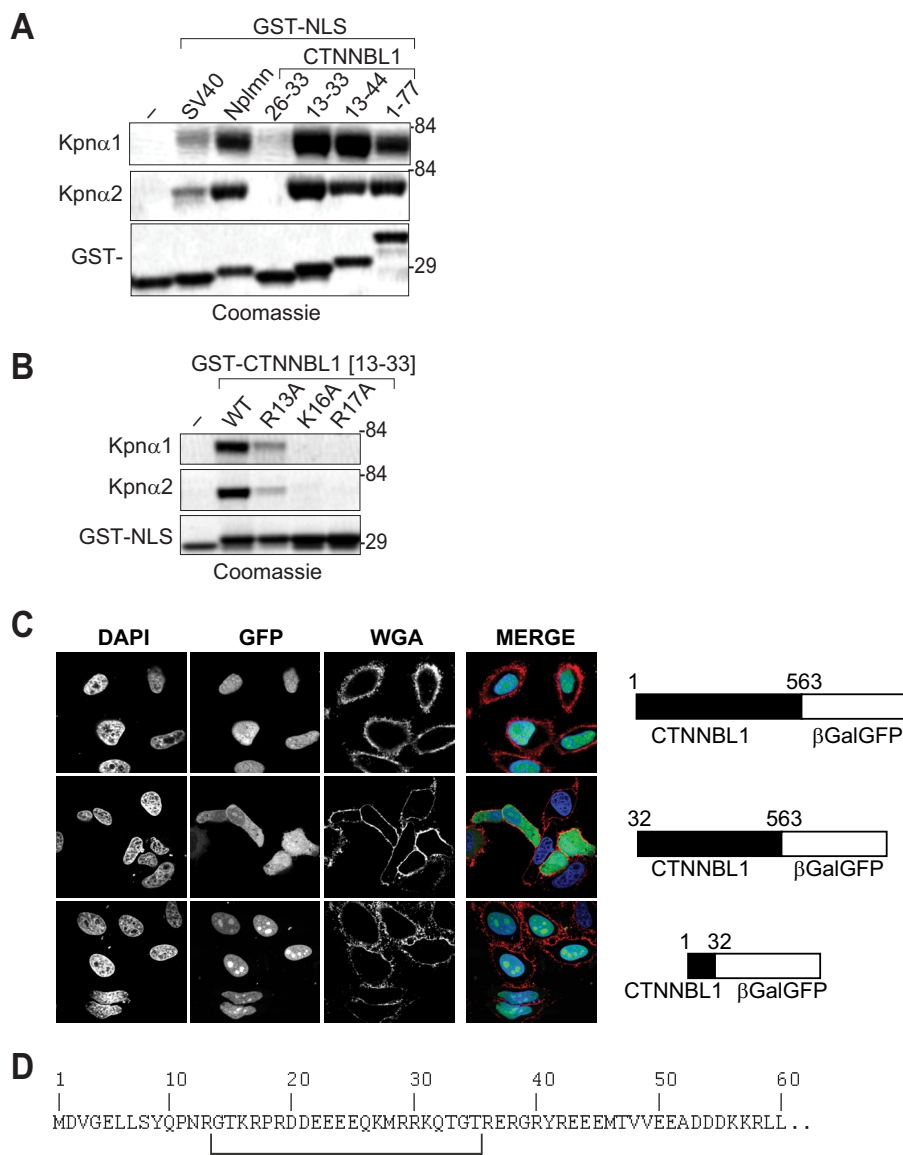 A
GST-NLS
CTNNBL1
– SV40 Nplmn 26-33 13-33 13-44 1-77
Kpnα1
-84
Kpnα2
-84
GST-
-29
Coomassie
B
GST-CTNNBL1 [13-33]
– WT R13A K16A R17A
Kpnα1
-84
Kpnα2
-84
GST-NLS
-29
Coomassie
C
DAPI GFP WGA MERGE
1 563
CTNNBL1 βGalGFP
32 563
CTNNBL1 βGalGFP
1 32
CTNNBL1 βGalGFP
D
1 10 20 30 40 50 60
MDVGELLSYQPNRGTKRPRDDEEEEQKMRRKQTGTRERGRYREEEMTVVEEADDDKKRLL..